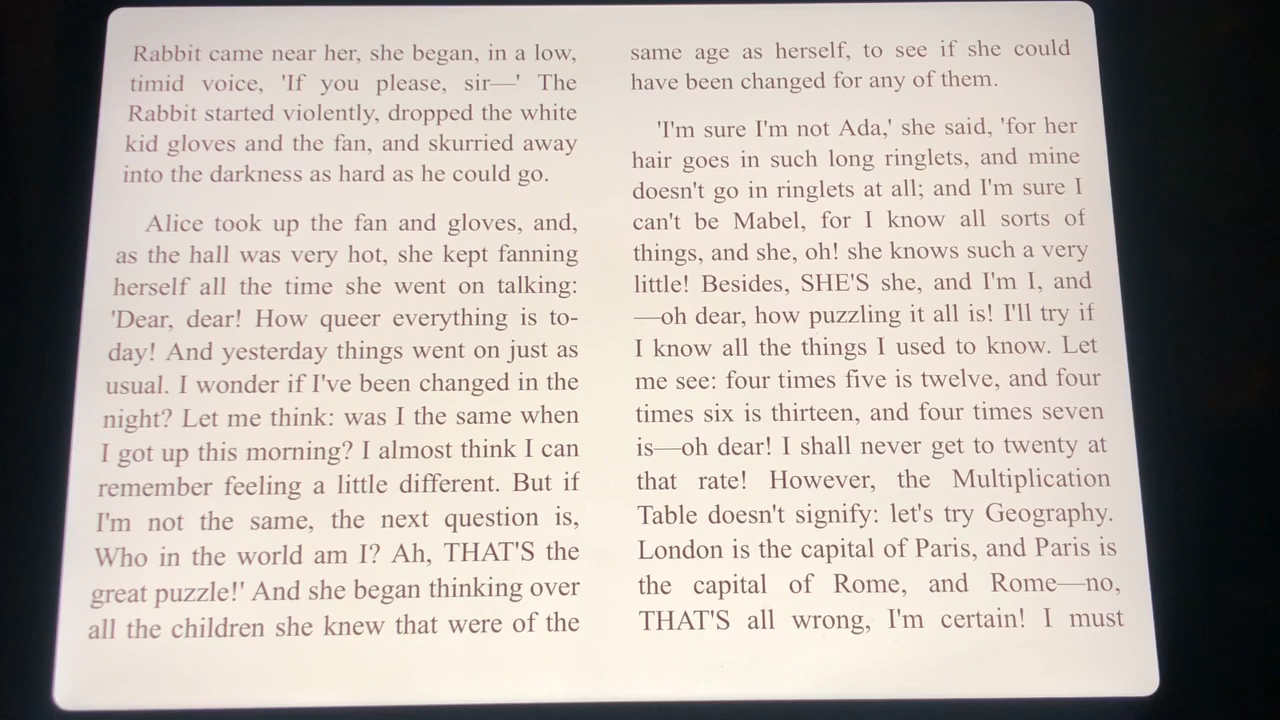 Rabbit came near her, she began, in a low,
timid voice, 'If you please, sir—' The
Rabbit started violently, dropped the white
kid gloves and the fan, and skurried away
into the darkness as hard as he could go.
Alice took up the fan and gloves, and,
as the hall was very hot, she kept fanning
herself all the time she went on talking:
'Dear, dear! How queer everything is to-
day! And yesterday things went on just as
usual. I wonder if I've been changed in the
night? Let me think: was I the same when
I got up this morning? I almost think I can
remember feeling a little different. But if
I'm not the same, the next question is,
Who in the world am I? Ah, THAT'S the
great puzzle!' And she began thinking over
all the children she knew that were of the
same age as herself, to see if she could
have been changed for any of them.
'I'm sure I'm not Ada,' she said, 'for her
hair goes in such long ringlets, and mine
doesn't go in ringlets at all; and I'm sure I
can't be Mabel, for I know all sorts of
things, and she, oh! she knows such a very
little! Besides, SHE'S she, and I'm I, and
—oh dear, how puzzling it all is! I'll try if
I know all the things I used to know. Let
me see: four times five is twelve, and four
times six is thirteen, and four times seven
is—oh dear! I shall never get to twenty at
that rate! However, the Multiplication
Table doesn't signify: let's try Geography.
London is the capital of Paris, and Paris is
the capital of Rome, and Rome—no,
THAT'S all wrong, I'm certain! I must